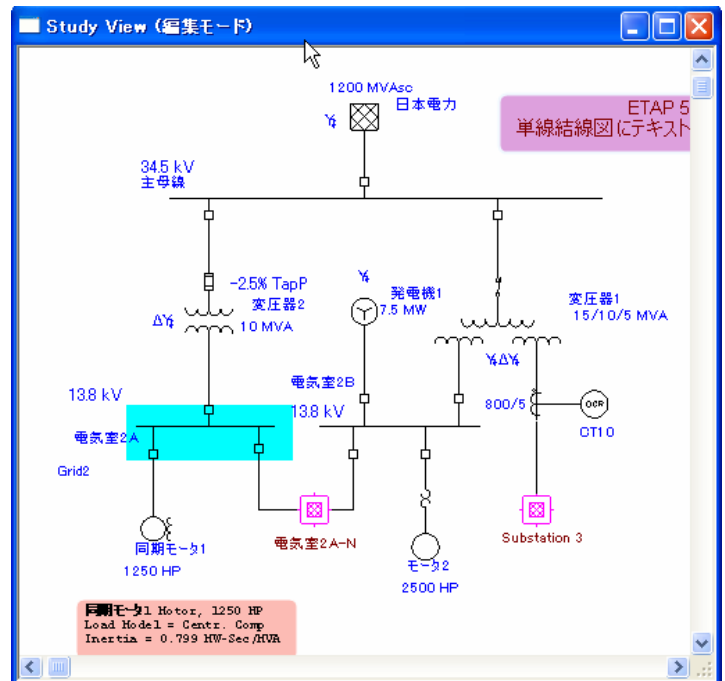 Study View (編集モード)
1200 MVAsc
日本電力
ETAP 5
単線結線図にテキスト
34.5 kV
主母線
-2.5% TapP
変圧器2
10 MVA
発電機1
7.5 MW
変圧器1
15/10/5 MVA
13.8 kV
電気室2B
13.8 kV
800/5
OCR
CT10
電気室2A
Grid2
同期モータ1
1250 HP
電気室2A-N
モータ2
2500 HP
Substation 3
同期モータ1 Motor, 1250 HP
Load Model = Centr. Comp
Inertia = 0.799 MW-Sec/MVA